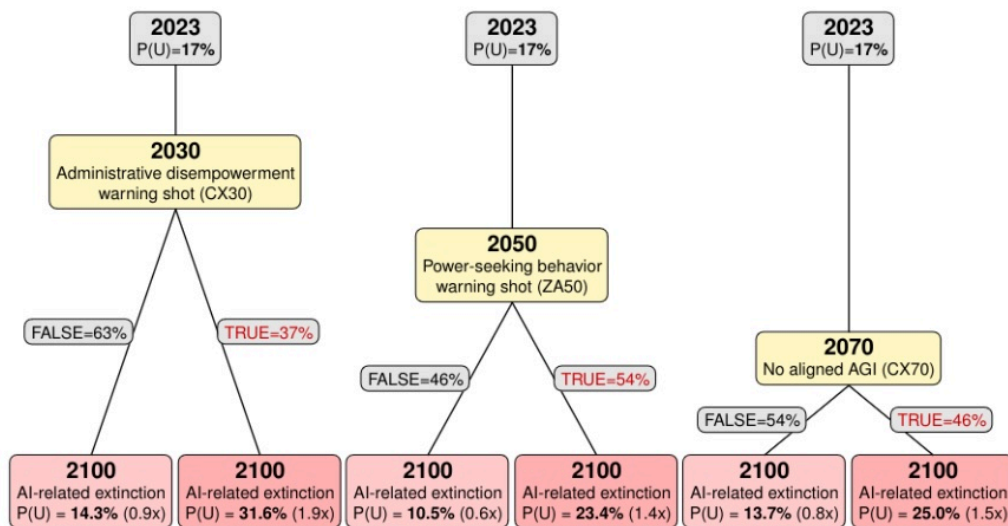 2023
P(U)=17%
2023
P(U)=17%
2023
P(U)=17%
2030
Administrative disempowerment
warning shot (CX30)
2050
Power-seeking behavior
warning shot (ZA50)
2070
No aligned AGI (CX70)
FALSE=63%
TRUE=37%
FALSE=46%
TRUE=54%
FALSE=54%
TRUE=46%
2100
AI-related extinction
P(U) = 14.3% (0.9x)
2100
AI-related extinction
P(U) = 31.6% (1.9x)
2100
AI-related extinction
P(U) = 10.5% (0.6x)
2100
AI-related extinction
P(U) = 23.4% (1.4x)
2100
AI-related extinction
P(U) = 13.7% (0.8x)
2100
AI-related extinction
P(U) = 25.0% (1.5x)